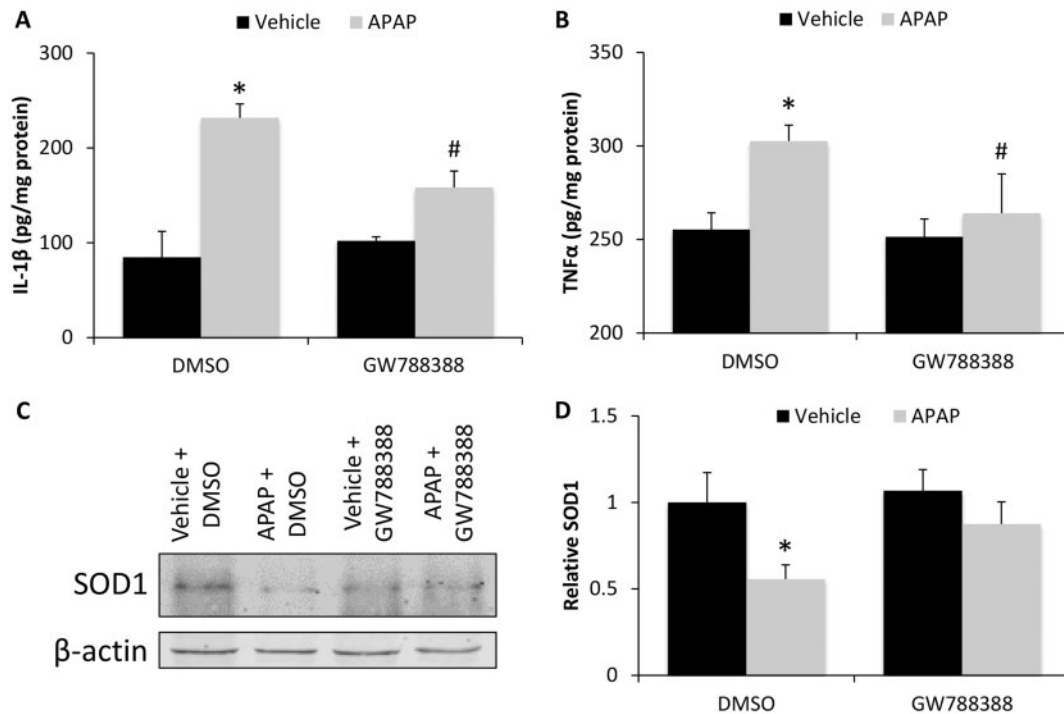 A
Vehicle APAP
IL-1β (pg/mg protein)
300
200
100
0
*
#
DMSO GW788388
B
Vehicle APAP
TNFα (pg/mg protein)
350
300
250
200
*
#
DMSO GW788388
C
Vehicle +
DMSO
APAP +
DMSO
Vehicle +
GW788388
APAP +
GW788388
SOD1
β-actin
D
Vehicle APAP
Relative SOD1
1.5
1
0.5
0
*
DMSO GW788388